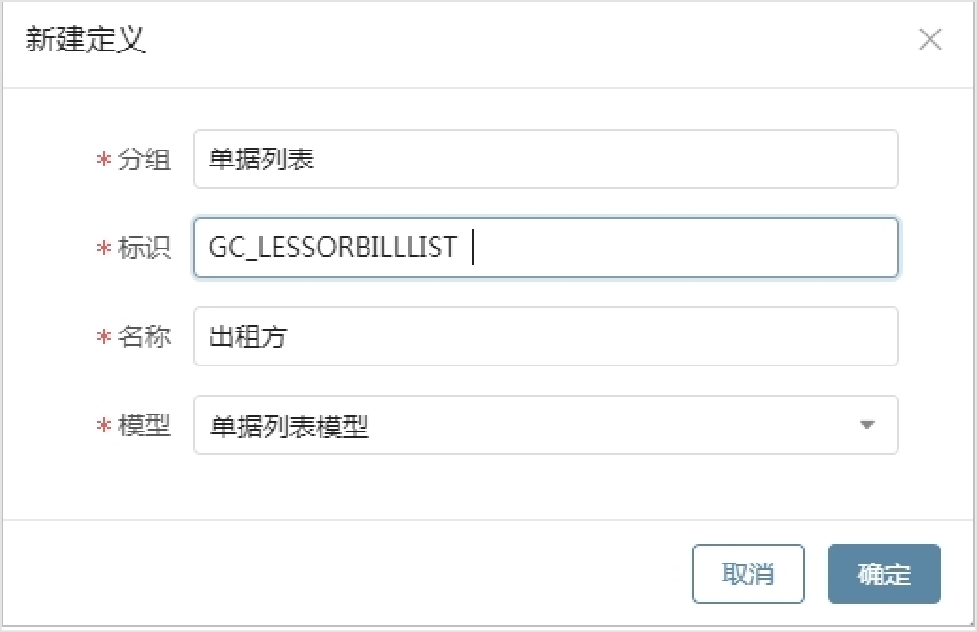 新建定义
* 分组 单据列表
* 标识 GC_LESSORBILLLIST
* 名称 出租方
* 模型 单据列表模型
取消 确定